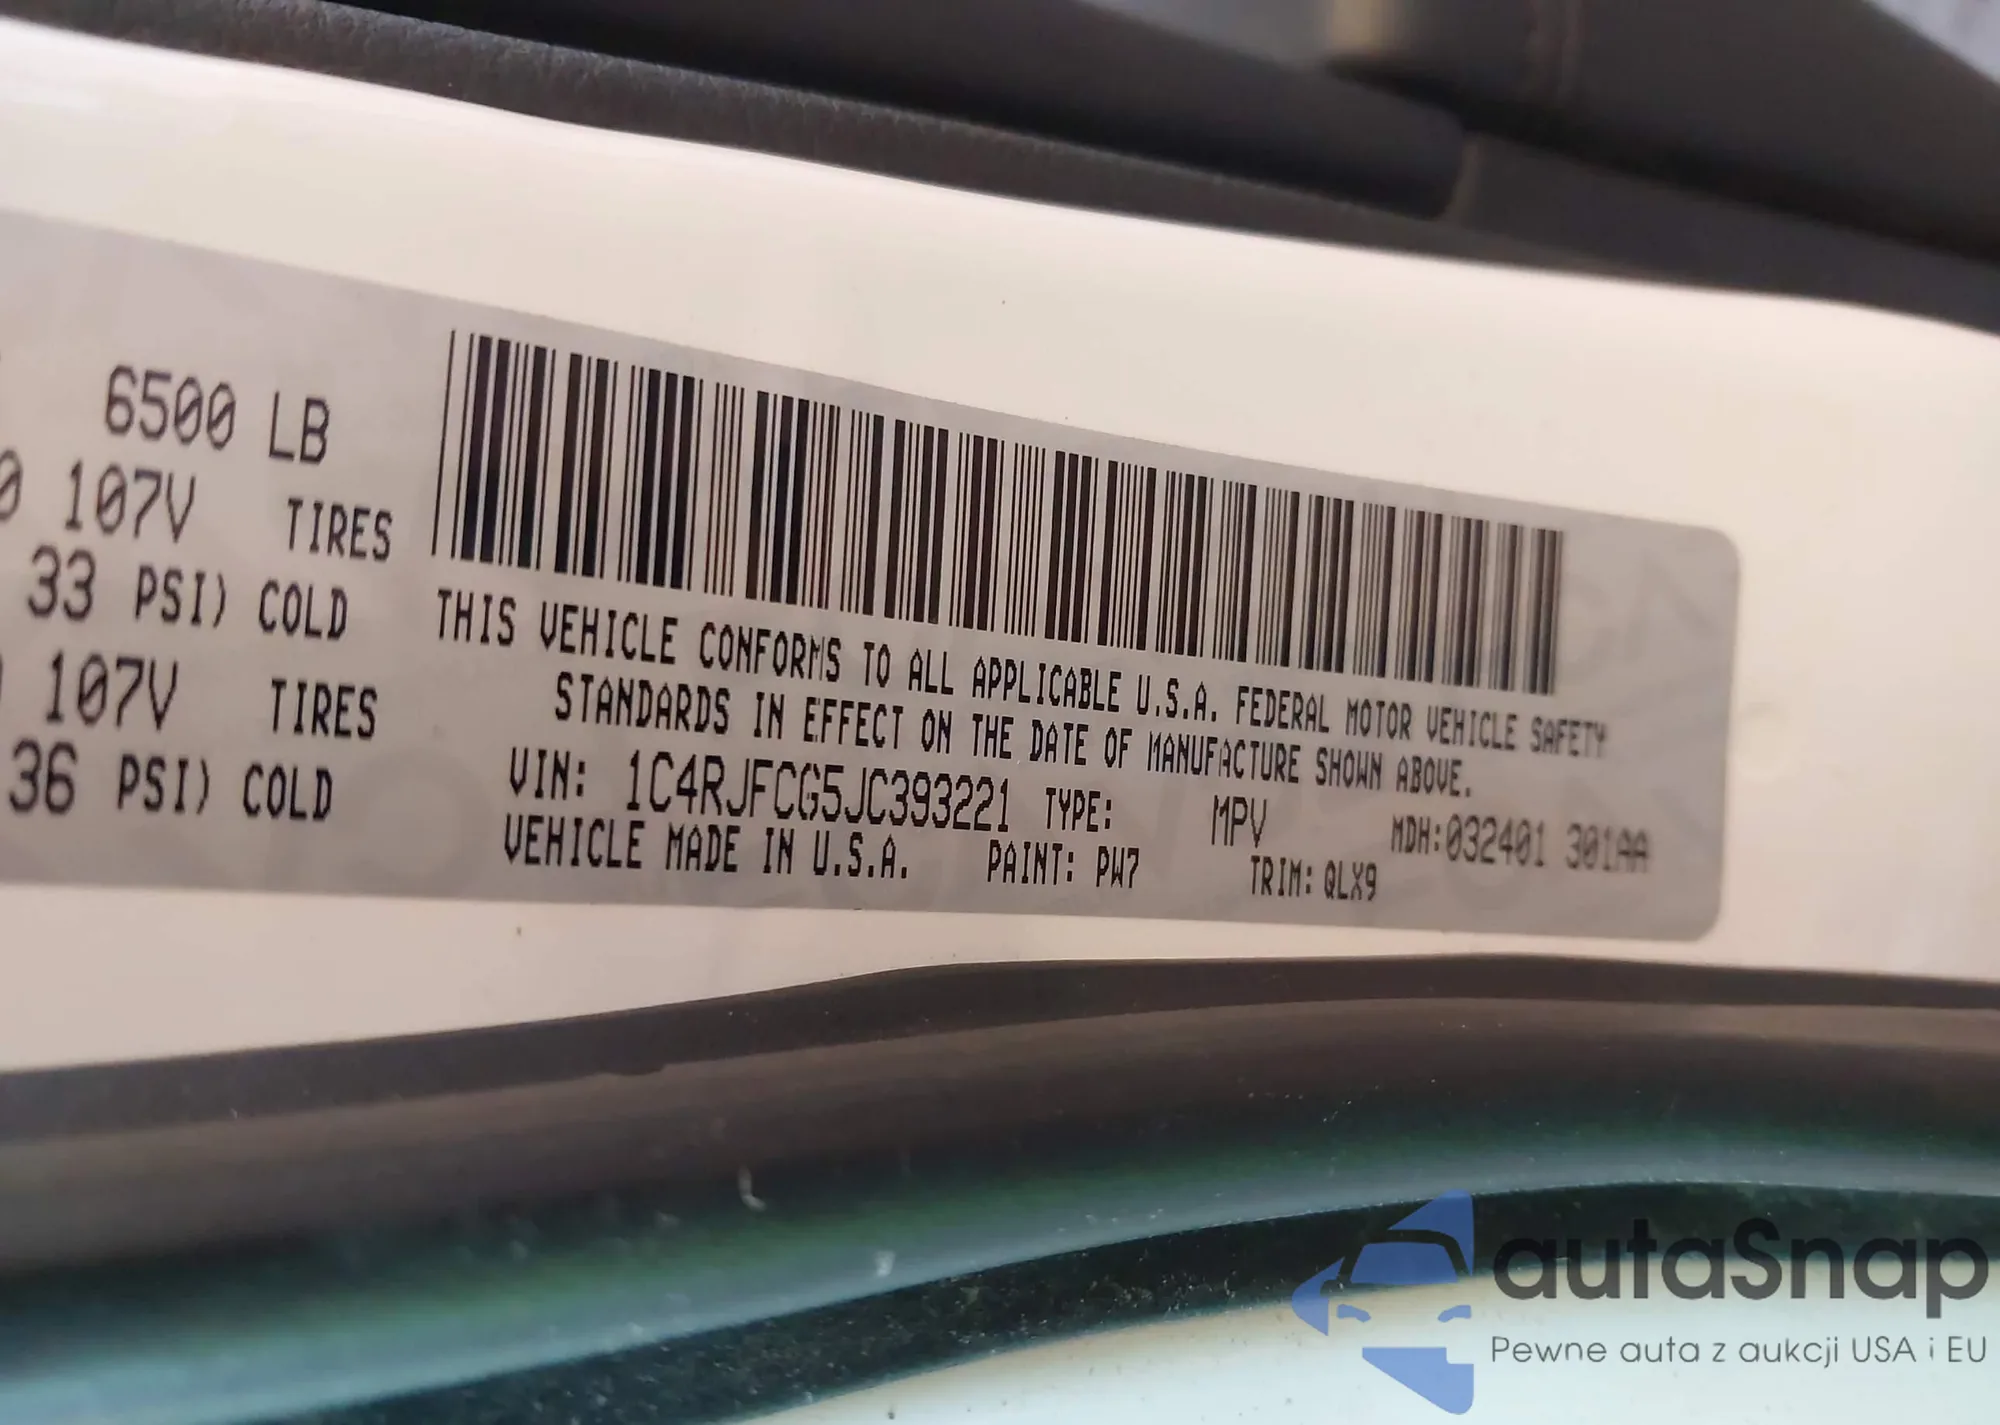 6500 LB
107V TIRES
33 PSI) COLD
107V TIRES
36 PSI) COLD
THIS VEHICLE CONFORMS TO ALL APPLICABLE U.S.A. FEDERAL MOTOR VEHICLE SAFETY
STANDARDS IN EFFECT ON THE DATE OF MANUFACTURE SHOWN ABOVE.
VIN: 1C4RJFCG5JC393221 TYPE: MPV MDH:032401 301AA
VEHICLE MADE IN U.S.A. PAINT: PW7 TRIM: QLX9
autaSnap
Pewne auta z aukcji USA i EU